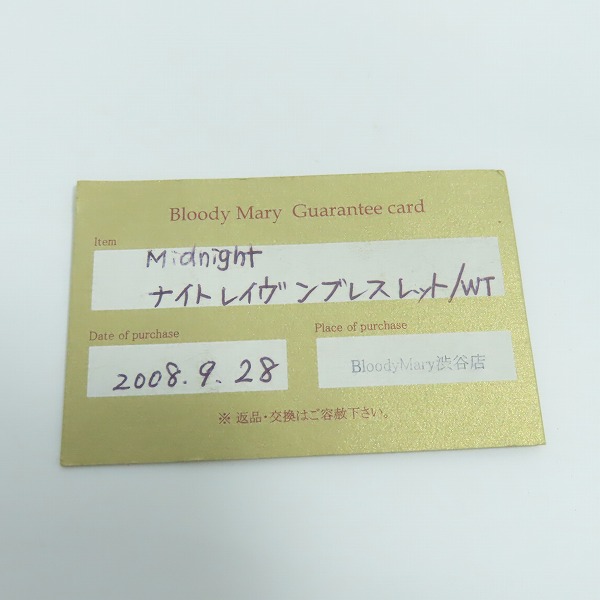 Bloody Mary Guarantee card
Item
Midnight
ナイトレイヴンブレスレット/WT
Date of purchase
2008.9.28
Place of purchase
BloodyMary渋谷店
※ 返品・交換はご容赦下さい。